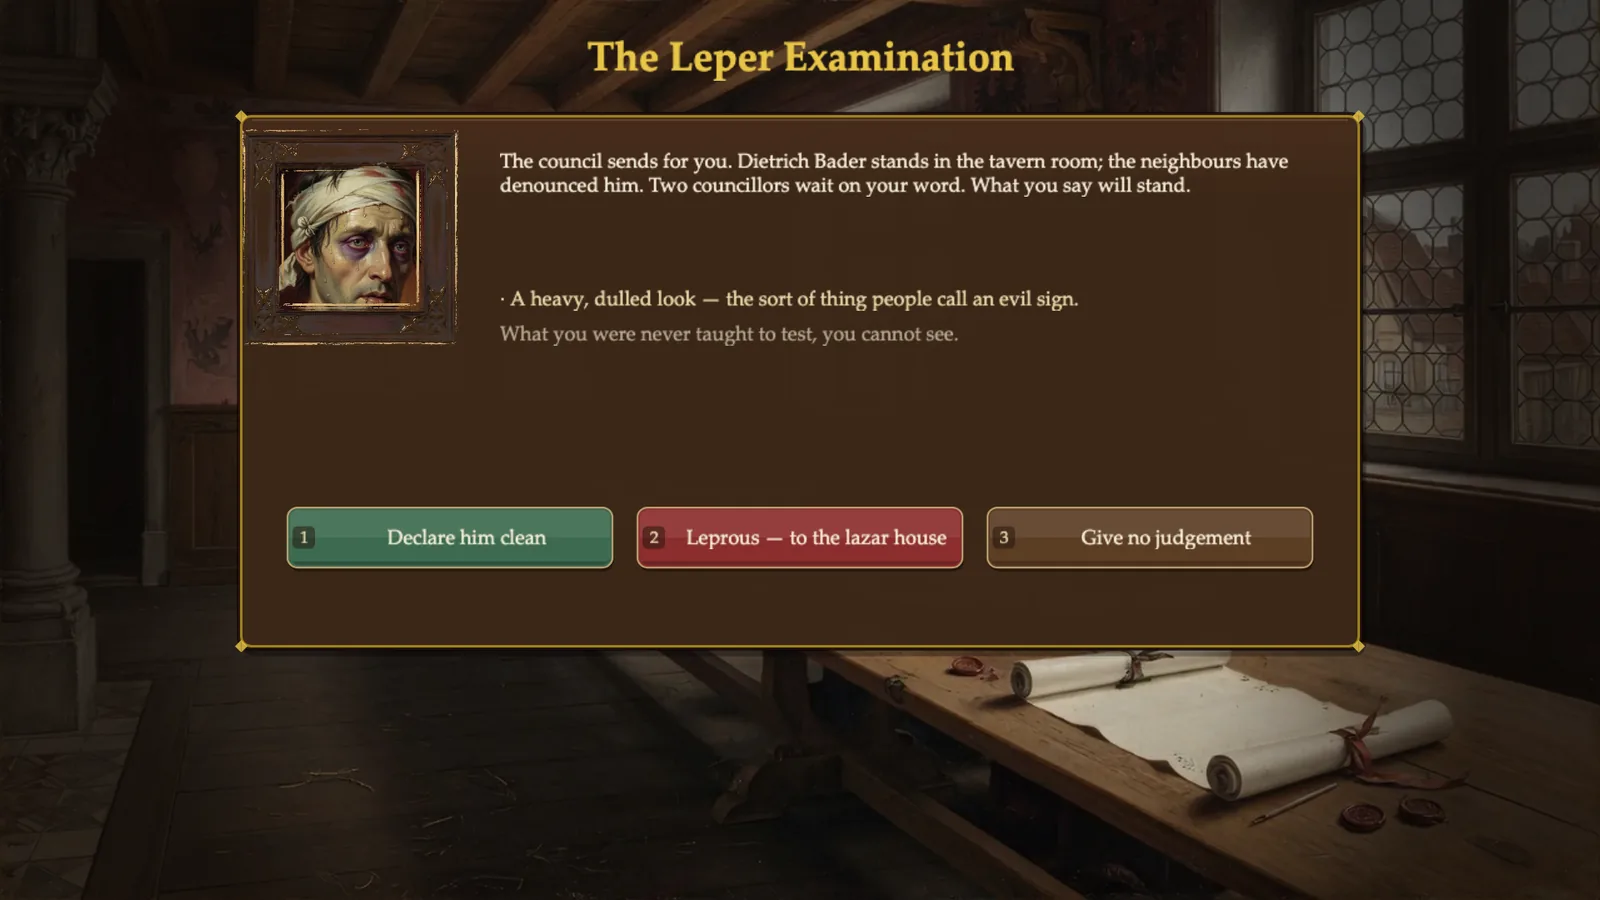 The Leper Examination
The council sends for you. Dietrich Bader stands in the tavern room; the neighbours have
denounced him. Two councillors wait on your word. What you say will stand.
· A heavy, dulled look — the sort of thing people call an evil sign.
What you were never taught to test, you cannot see.
1 Declare him clean
2 Leprous — to the lazar house
3 Give no judgement